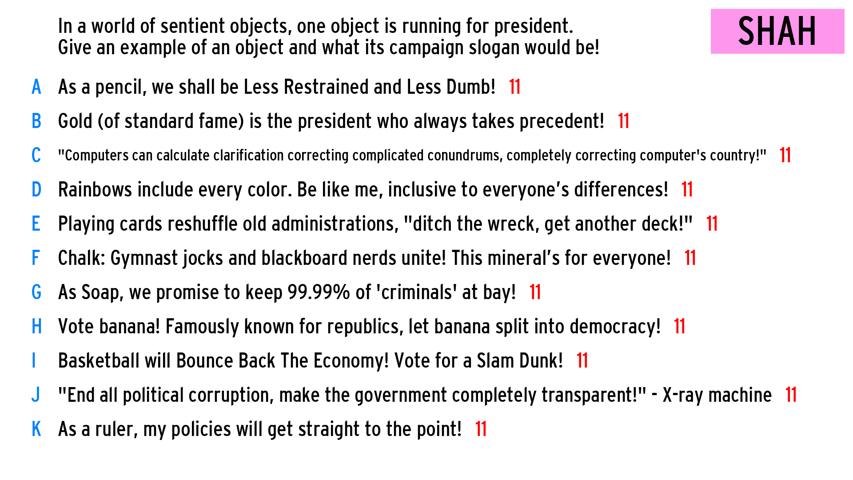 In a world of sentient objects, one object is running for president.
Give an example of an object and what its campaign slogan would be!
SHAH
A As a pencil, we shall be Less Restrained and Less Dumb! 11
B Gold (of standard fame) is the president who always takes precedent! 11
C "Computers can calculate clarification correcting complicated conundrums, completely correcting computer's country!" 11
D Rainbows include every color. Be like me, inclusive to everyone's differences! 11
E Playing cards reshuffle old administrations, "ditch the wreck, get another deck!" 11
F Chalk: Gymnast jocks and blackboard nerds unite! This mineral's for everyone! 11
G As Soap, we promise to keep 99.99% of 'criminals' at bay! 11
H Vote banana! Famously known for republics, let banana split into democracy! 11
I Basketball will Bounce Back The Economy! Vote for a Slam Dunk! 11
J "End all political corruption, make the government completely transparent!" - X-ray machine 11
K As a ruler, my policies will get straight to the point! 11